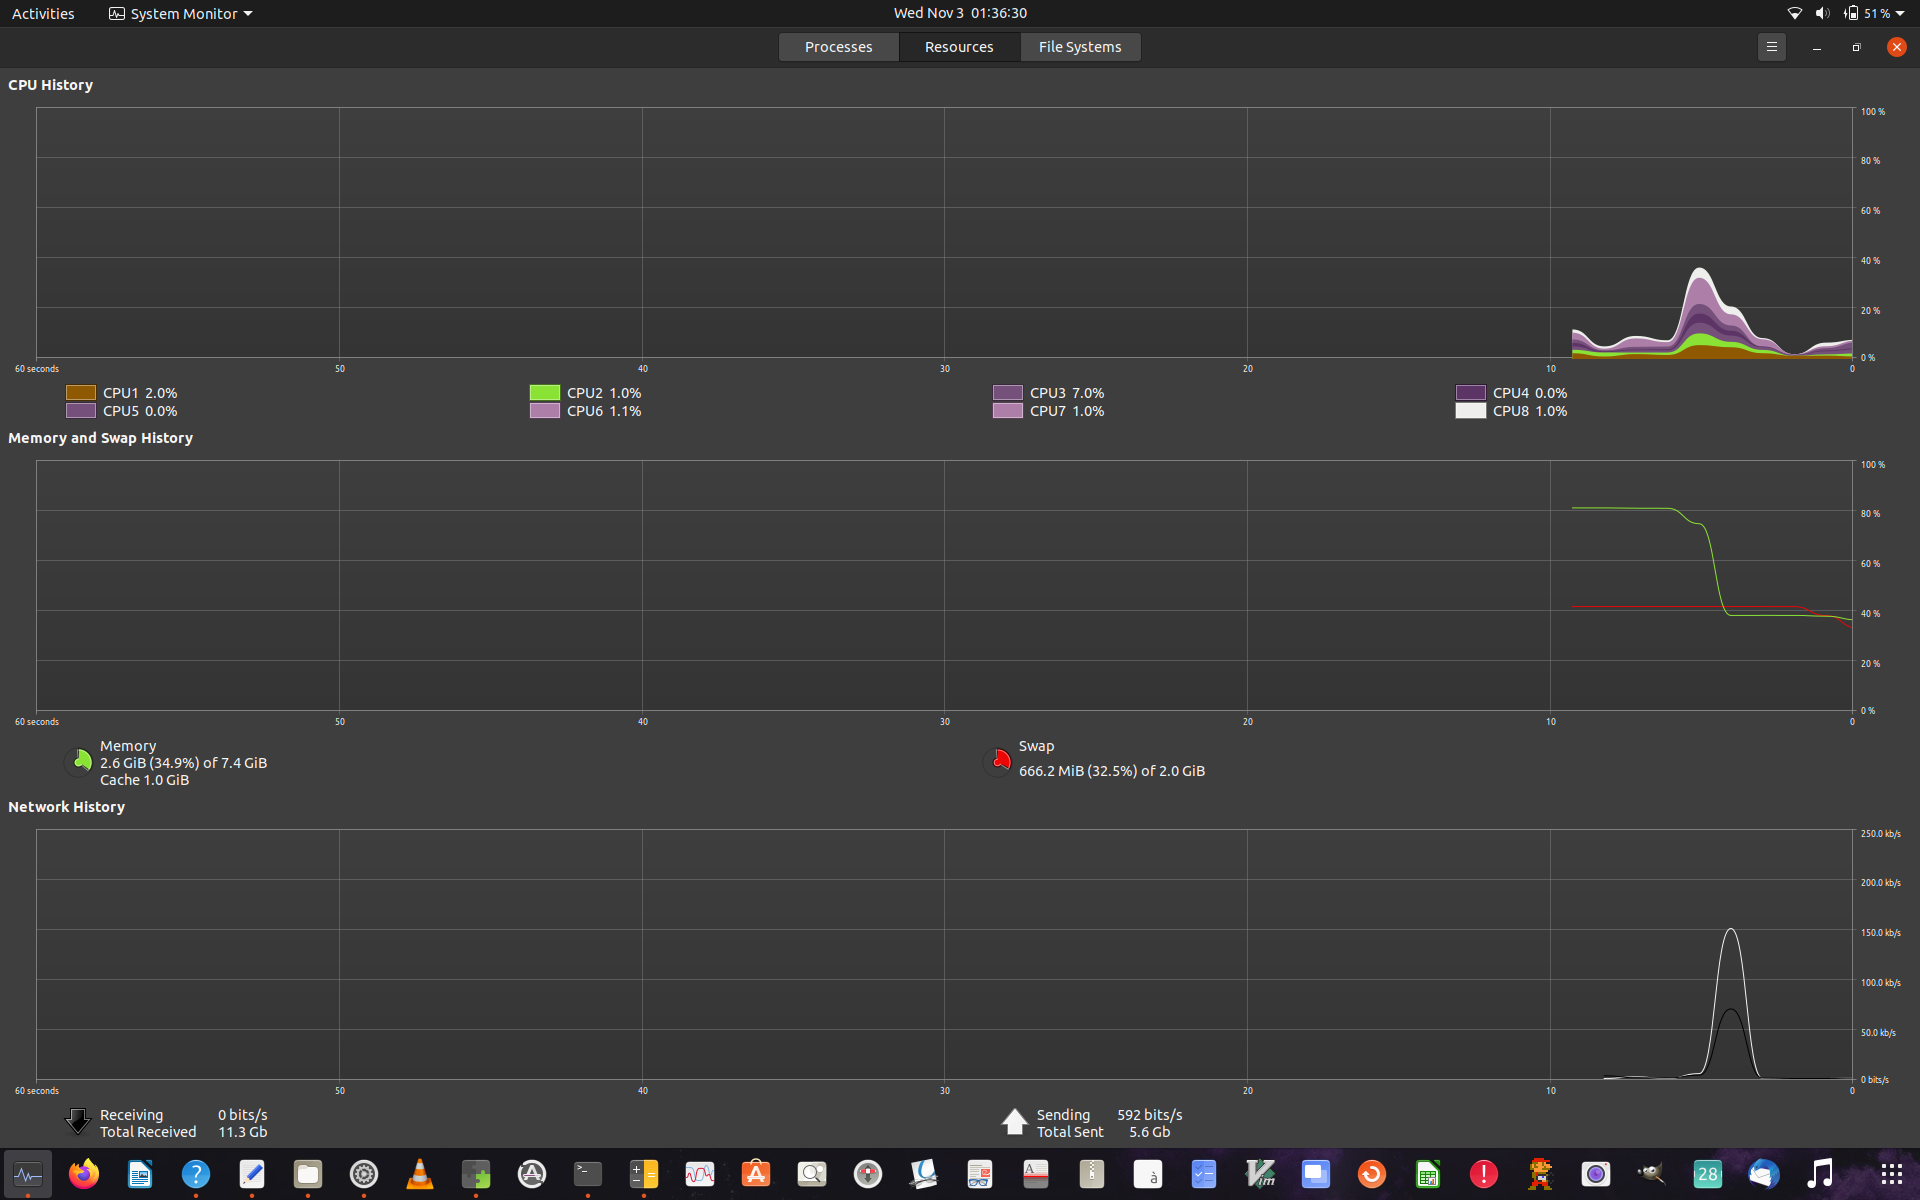 Activities System Monitor Wed Nov 3 01:36:30 51 %
Processes Resources File Systems
CPU History
100 %
80 %
60 %
40 %
20 %
0 %
60 seconds 50 40 30 20 10 0
CPU1 2.0% CPU2 1.0% CPU3 7.0% CPU4 0.0%
CPU5 0.0% CPU6 1.1% CPU7 1.0% CPU8 1.0%
Memory and Swap History
100 %
80 %
60 %
40 %
20 %
0 %
60 seconds 50 40 30 20 10 0
Memory Swap
2.6 GiB (34.9%) of 7.4 GiB 666.2 MiB (32.5%) of 2.0 GiB
Cache 1.0 GiB
Network History
250.0 kb/s
200.0 kb/s
150.0 kb/s
100.0 kb/s
50.0 kb/s
0 bits/s
60 seconds 50 40 30 20 10 0
Receiving 0 bits/s Sending 592 bits/s
Total Received 11.3 Gb Total Sent 5.6 Gb
? >_ A à Vim ! 28